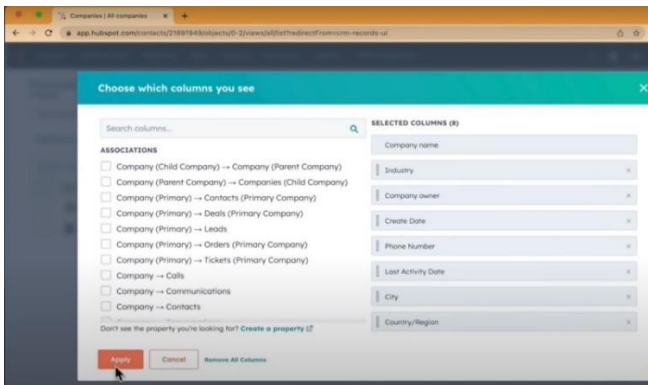 Companies | All companies
app.hubspot.com/contacts/21891949/objects/0-2/views/all/list?redirectFrom=crm-records-ui
Choose which columns you see
Search columns...
ASSOCIATIONS
Company (Child Company) → Company (Parent Company)
Company (Parent Company) → Companies (Child Company)
Company (Primary) → Contacts (Primary Company)
Company (Primary) → Deals (Primary Company)
Company (Primary) → Leads
Company (Primary) → Orders (Primary Company)
Company (Primary) → Tickets (Primary Company)
Company → Calls
Company → Communications
Company → Contacts
Don't see the property you're looking for? Create a property
Apply
Cancel
Remove All Columns
SELECTED COLUMNS (8)
Company name
Industry
Company owner
Create Date
Phone Number
Last Activity Date
City
Country/Region